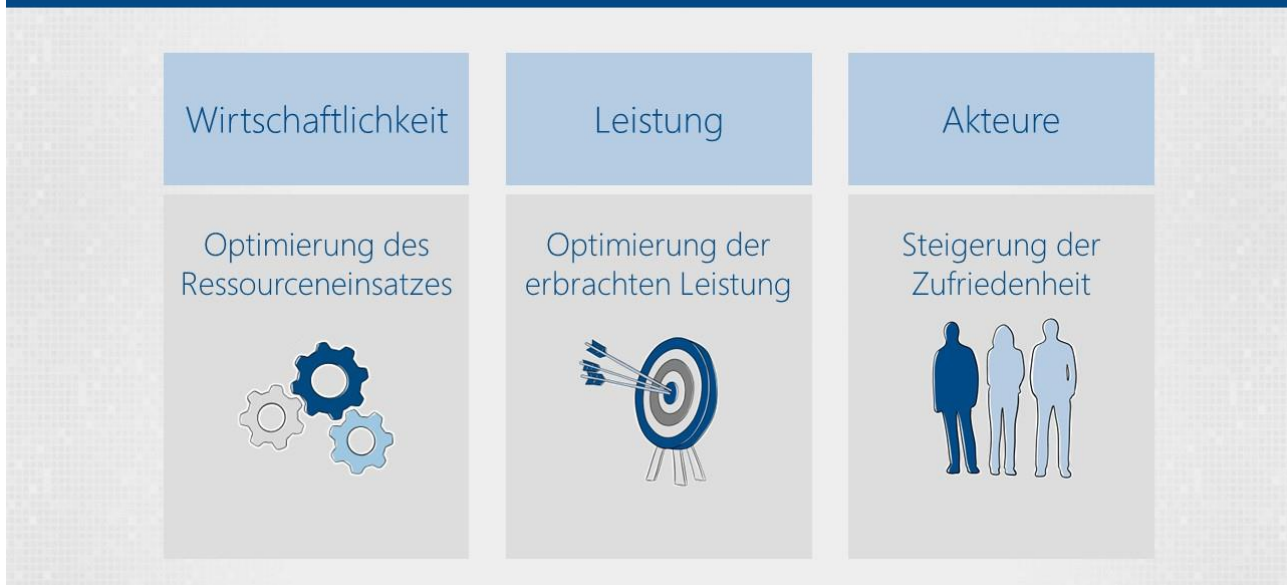 Wirtschaftlichkeit
Optimierung des
Ressourceneinsatzes
Leistung
Optimierung der
erbrachten Leistung
Akteure
Steigerung der
Zufriedenheit